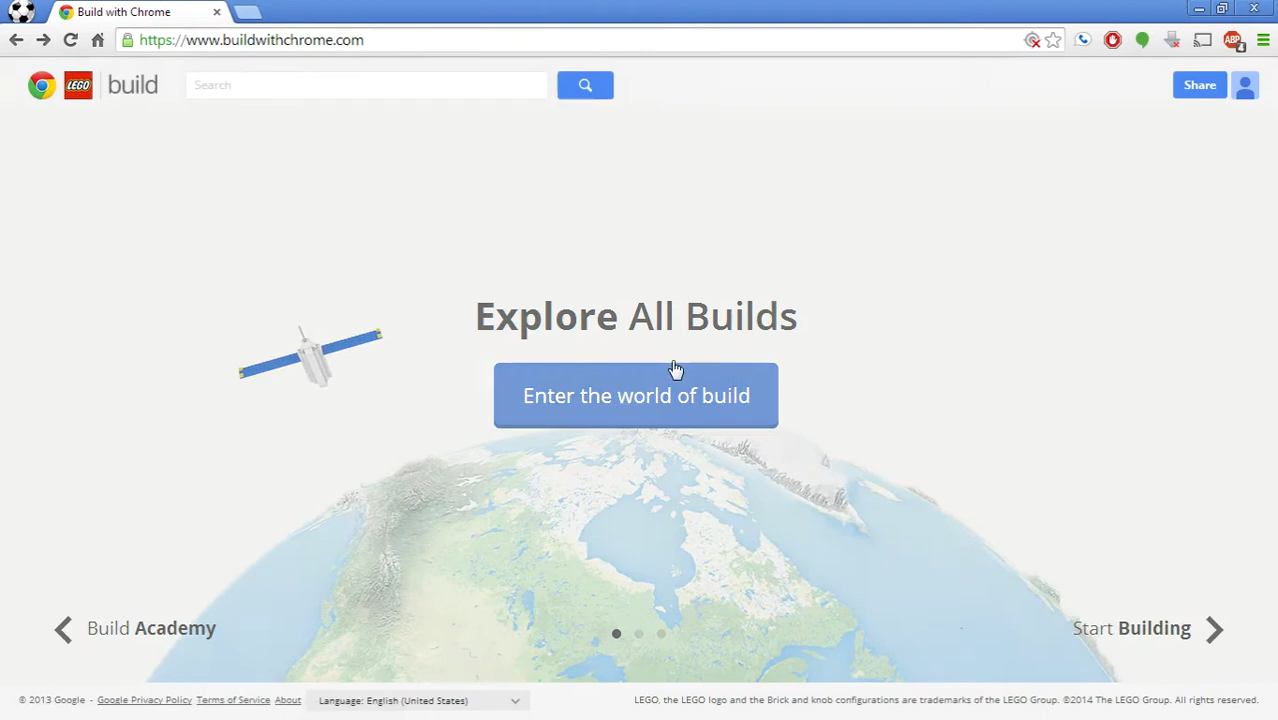 Build with Chrome
https://www.buildwithchrome.com
ABP
4
LEGO
build
Search
Share
Explore All Builds
Enter the world of build
Build Academy
Start Building
© 2013 Google - Google Privacy Policy Terms of Service About
Language: English (United States)
LEGO, the LEGO logo and the Brick and knob configurations are trademarks of the LEGO Group. ©2014 The LEGO Group. All rights reserved.